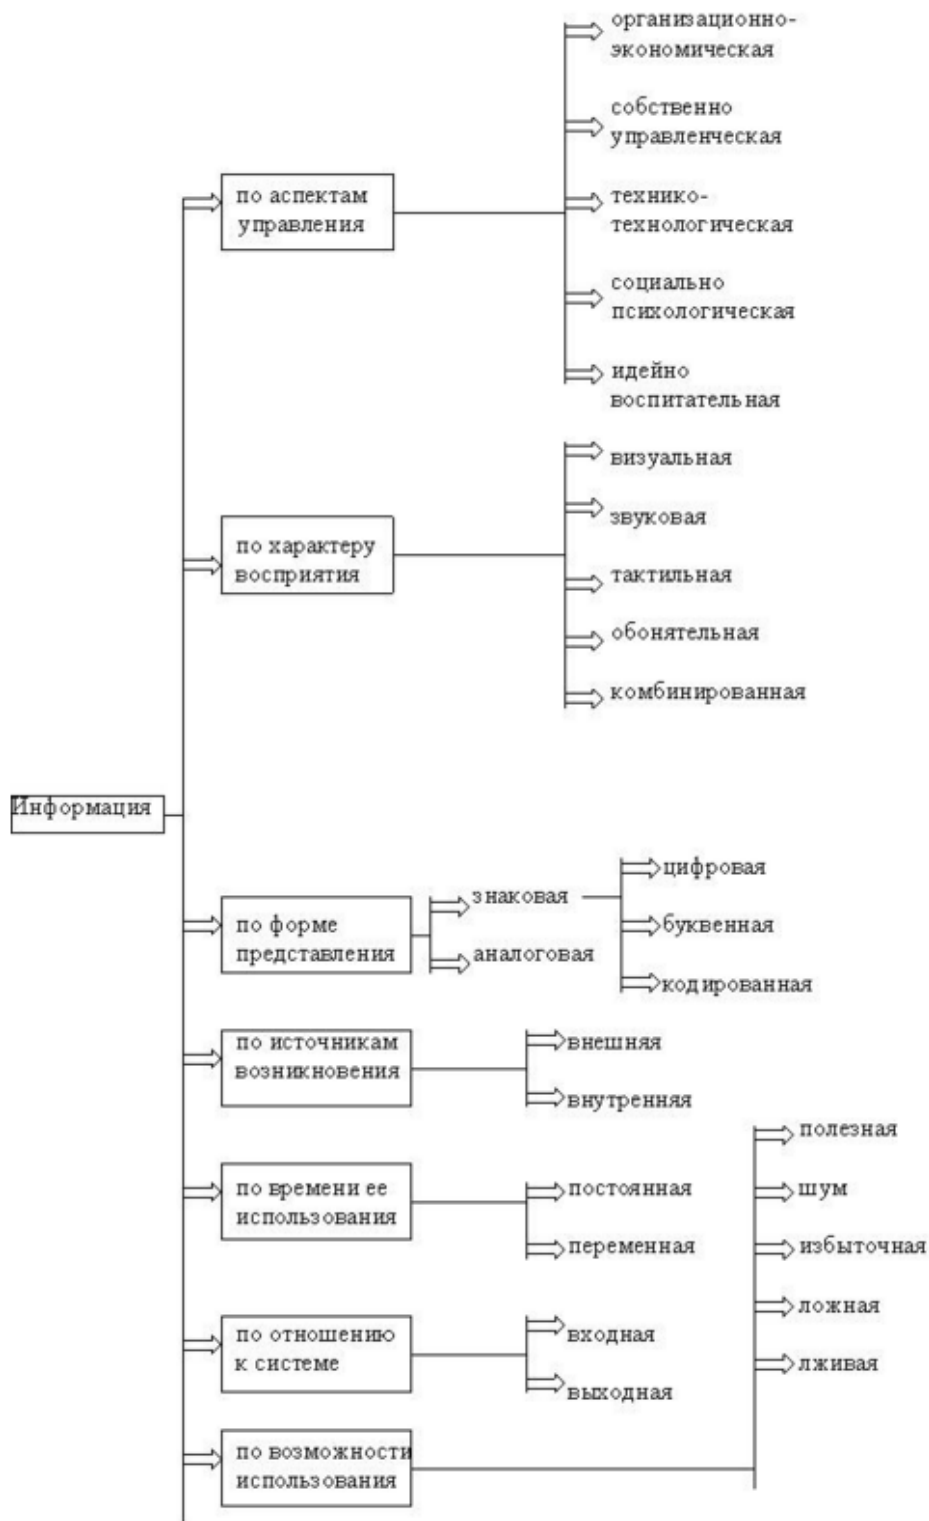 организационно-
экономическая
собственно
управленческая
по аспектам
управления
технико-
технологическая
социально
психологическая
идейно
воспитательная
визуальная
звуковая
по характеру
восприятия
тактильная
обонятельная
комбинированная
Информация
по форме
представления
знаковая
аналоговая
цифровая
буквенная
кодированная
по источникам
возникновения
внешняя
внутренняя
по времени ее
использования
постоянная
переменная
по отношению
к системе
входная
выходная
по возможности
использования
полезная
шум
избыточная
ложная
лживая